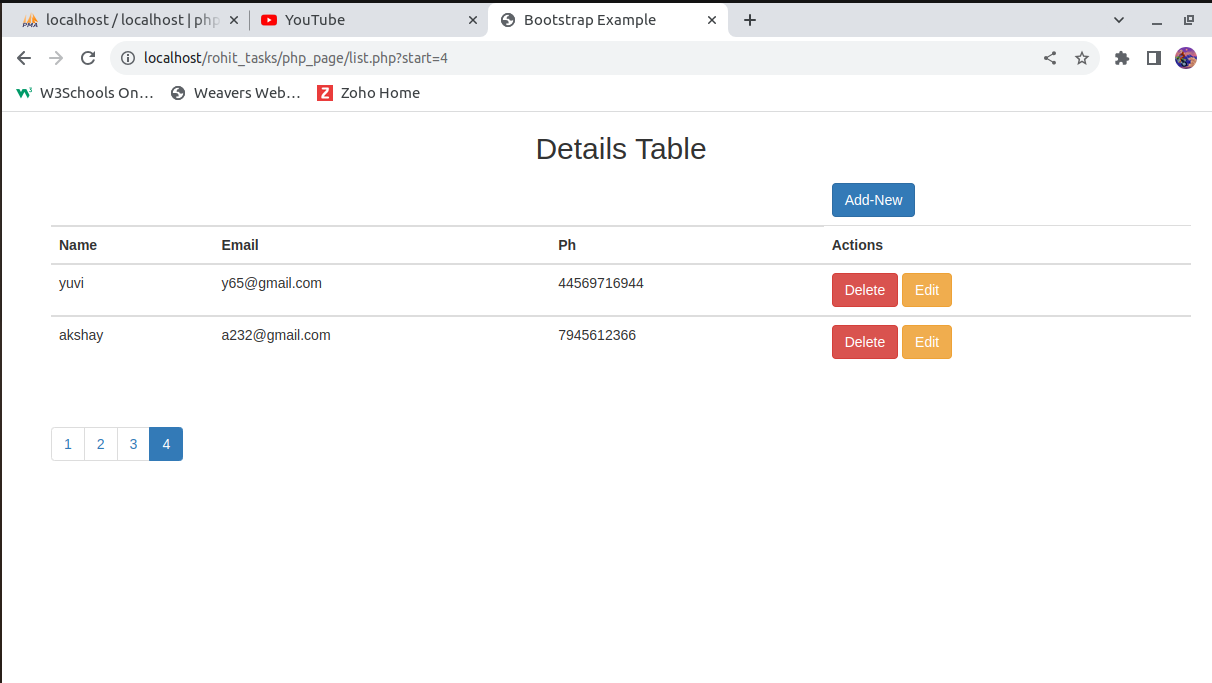 localhost / localhost | php
YouTube
Bootstrap Example
localhost/rohit_tasks/php_page/list.php?start=4
W3Schools On...
Weavers Web...
Zoho Home
Details Table
Add-New
Name Email Ph Actions
yuvi y65@gmail.com 44569716944 Delete Edit
akshay a232@gmail.com 7945612366 Delete Edit
1 2 3 4